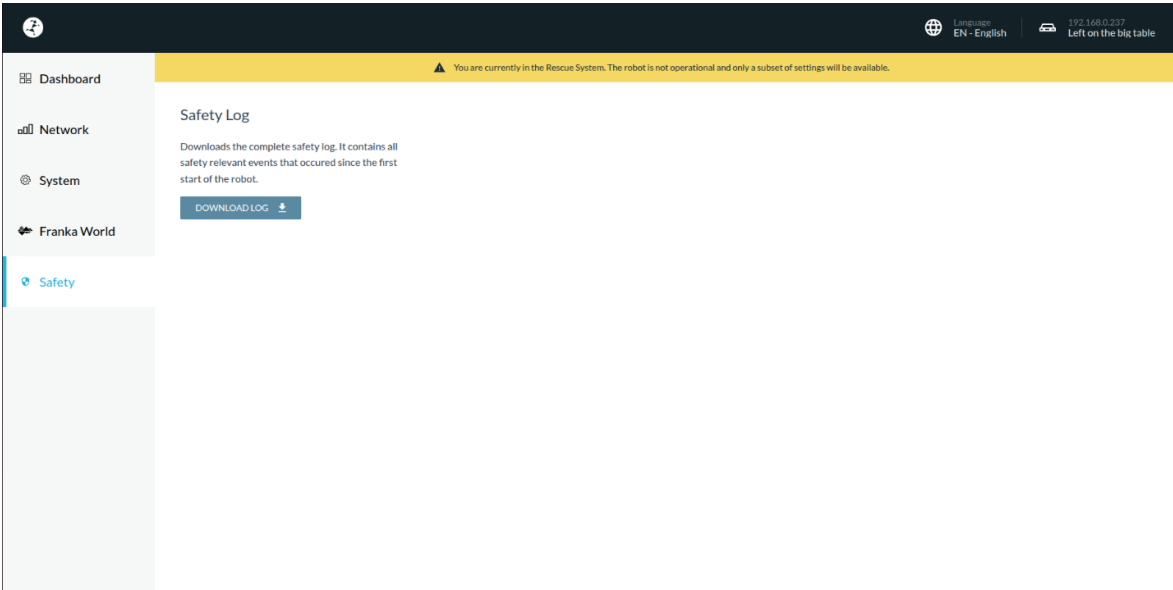 Language
EN - English
192.168.0.237
Left on the big table
Dashboard
Network
System
Franka World
Safety
You are currently in the Rescue System. The robot is not operational and only a subset of settings will be available.
Safety Log
Downloads the complete safety log. It contains all
safety relevant events that occured since the first
start of the robot.
DOWNLOAD LOG